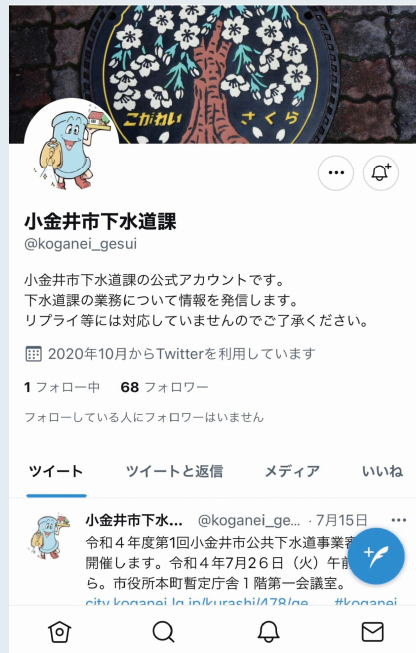 こがねい さくら
小金井市下水道課
@koganei_gesui
小金井市下水道課の公式アカウントです。
下水道課の業務について情報を発信します。
リプライ等には対応していませんのでご了承ください。
2020年10月からTwitterを利用しています
1 フォロー中 68 フォロワー
フォローしている人にフォロワーはいません
ツイート ツイートと返信 メディア いいね
小金井市下水... @koganei_ge... · 7月15日
令和４年度第1回小金井市公共下水道事業審
開催します。令和４年7月2６日（火）午前
ら。市役所本町暫定庁舎１階第一会議室。
city.koganei.lg.jp/kurashi/478/ge... #koganei